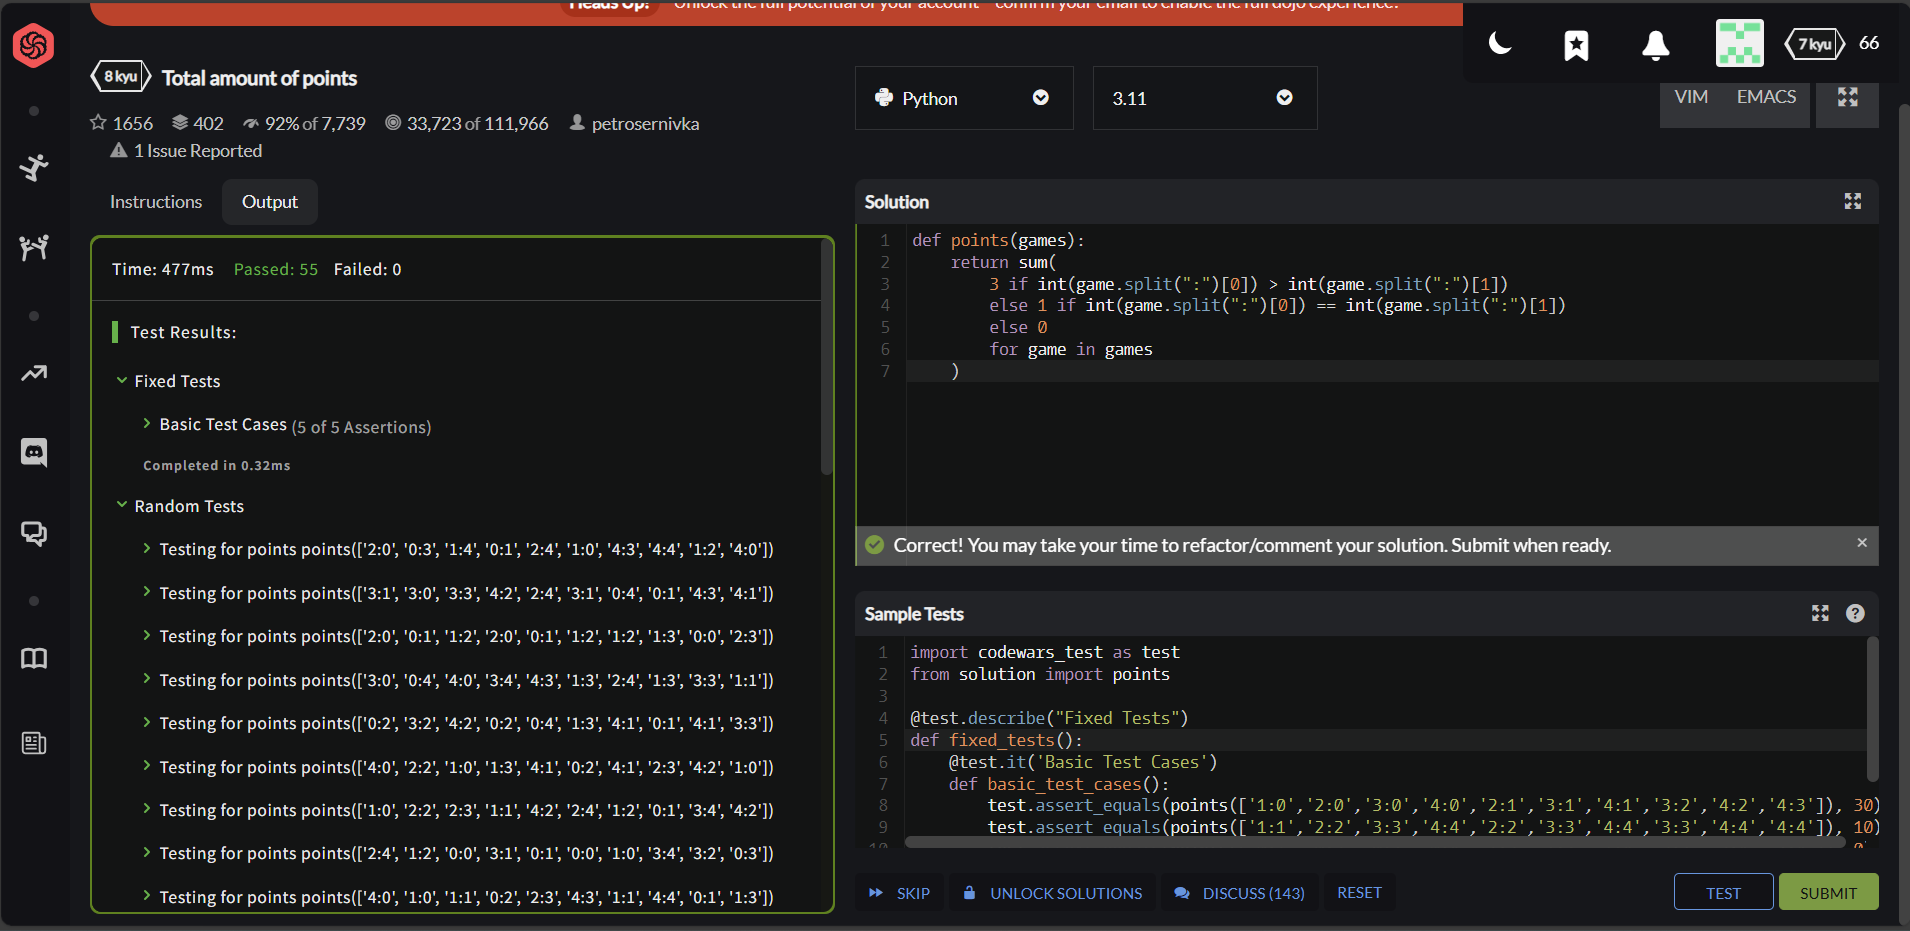 Heads Up! Unlock the full potential of your account - confirm your email to enable the full dojo experience.
7 kyu 66
8 kyu Total amount of points
1656 402 92% of 7,739 33,723 of 111,966 petrosernivka
1 Issue Reported
Python 3.11
VIM EMACS
Instructions Output
Time: 477ms Passed: 55 Failed: 0
Test Results:
Fixed Tests
Basic Test Cases (5 of 5 Assertions)
Completed in 0.32ms
Random Tests
Testing for points points(['2:0', '0:3', '1:4', '0:1', '2:4', '1:0', '4:3', '4:4', '1:2', '4:0'])
Testing for points points(['3:1', '3:0', '3:3', '4:2', '2:4', '3:1', '0:4', '0:1', '4:3', '4:1'])
Testing for points points(['2:0', '0:1', '1:2', '2:0', '0:1', '1:2', '1:2', '1:3', '0:0', '2:3'])
Testing for points points(['3:0', '0:4', '4:0', '3:4', '4:3', '1:3', '2:4', '1:3', '3:3', '1:1'])
Testing for points points(['0:2', '3:2', '4:2', '0:2', '0:4', '1:3', '4:1', '0:1', '4:1', '3:3'])
Testing for points points(['4:0', '2:2', '1:0', '1:3', '4:1', '0:2', '4:1', '2:3', '4:2', '1:0'])
Testing for points points(['1:0', '2:2', '2:3', '1:1', '4:2', '2:4', '1:2', '0:1', '3:4', '4:2'])
Testing for points points(['2:4', '1:2', '0:0', '3:1', '0:1', '0:0', '1:0', '3:4', '3:2', '0:3'])
Testing for points points(['4:0', '1:0', '1:1', '0:2', '2:3', '4:3', '1:1', '4:4', '0:1', '1:3'])
Solution
1 def points(games):
2     return sum(
3         3 if int(game.split(":")[0]) > int(game.split(":")[1])
4         else 1 if int(game.split(":")[0]) == int(game.split(":")[1])
5         else 0
6         for game in games
7     )
Correct! You may take your time to refactor/comment your solution. Submit when ready. ×
Sample Tests ?
1 import codewars_test as test
2 from solution import points
3
4 @test.describe("Fixed Tests")
5 def fixed_tests():
6     @test.it('Basic Test Cases')
7     def basic_test_cases():
8         test.assert_equals(points(['1:0','2:0','3:0','4:0','2:1','3:1','4:1','3:2','4:2','4:3']), 30)
9         test.assert_equals(points(['1:1','2:2','3:3','4:4','2:2','3:3','4:4','3:3','4:4','4:4']), 10)
10
SKIP UNLOCK SOLUTIONS DISCUSS (143) RESET TEST SUBMIT